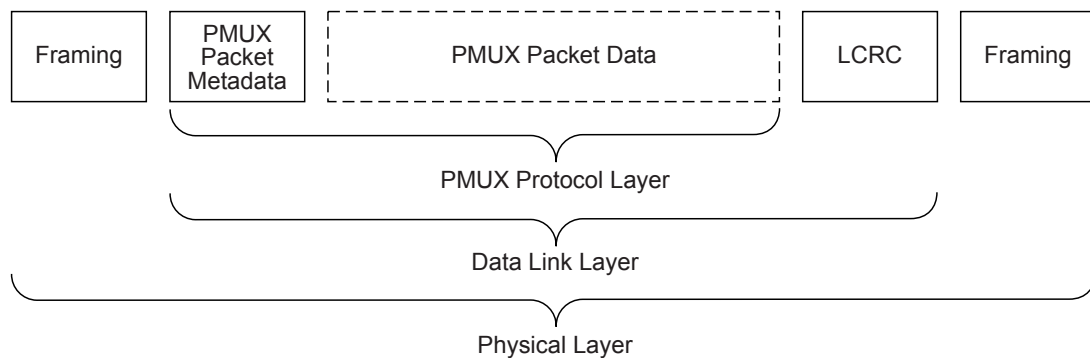 Framing
PMUX
Packet
Metadata
PMUX Packet Data
LCRC
Framing
PMUX Protocol Layer
Data Link Layer
Physical Layer